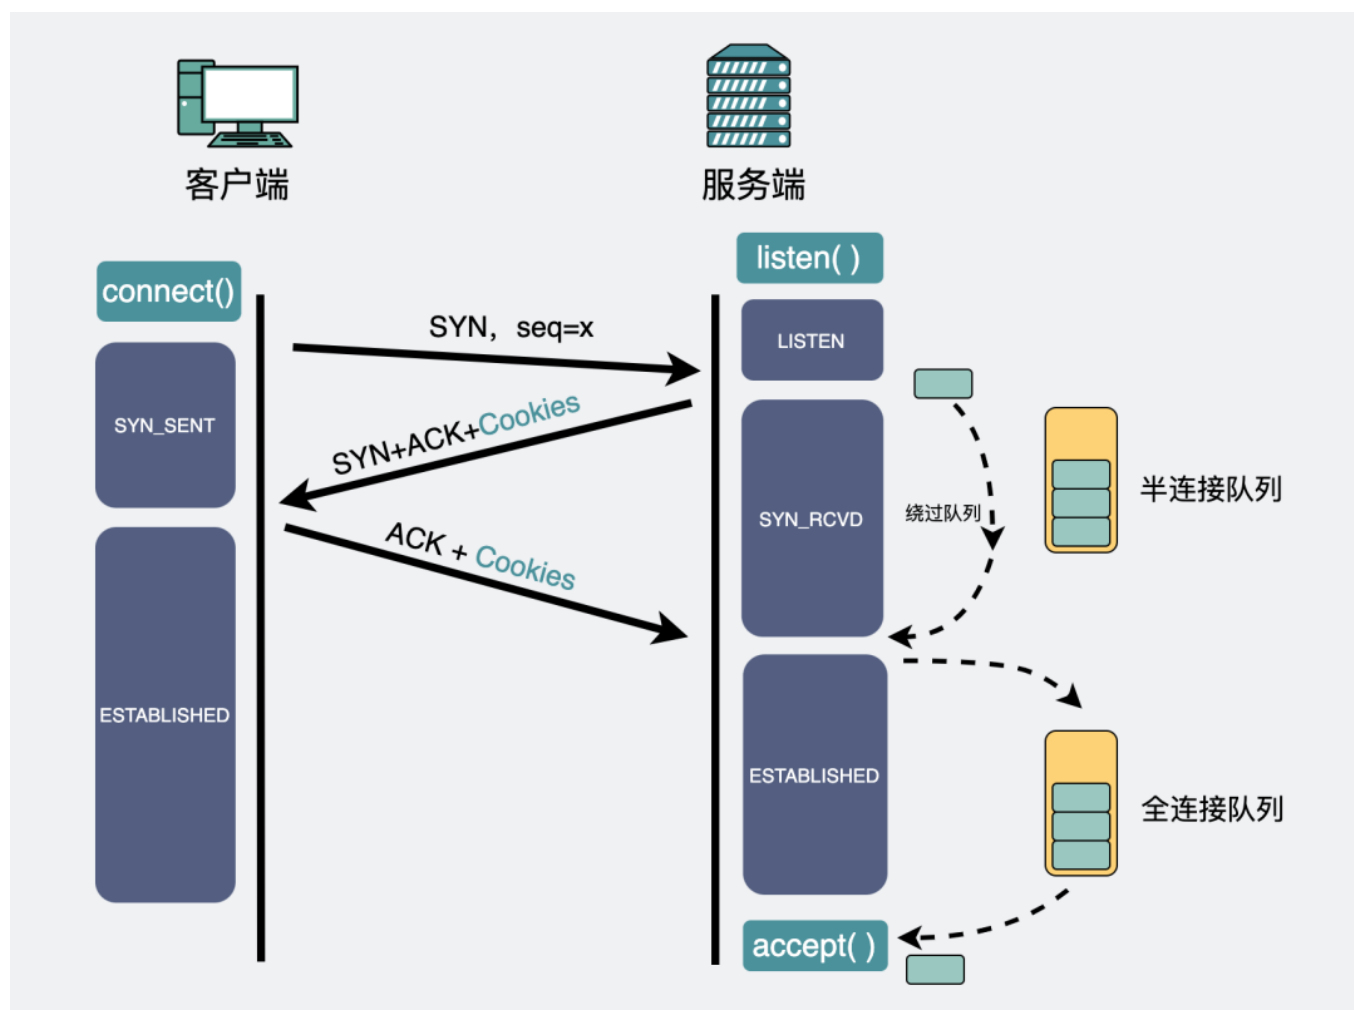 客户端
服务端
connect()
listen( )
SYN，seq=x
LISTEN
SYN_SENT
SYN+ACK+Cookies
半连接队列
绕过队列
SYN_RCVD
ACK + Cookies
ESTABLISHED
ESTABLISHED
全连接队列
accept( )